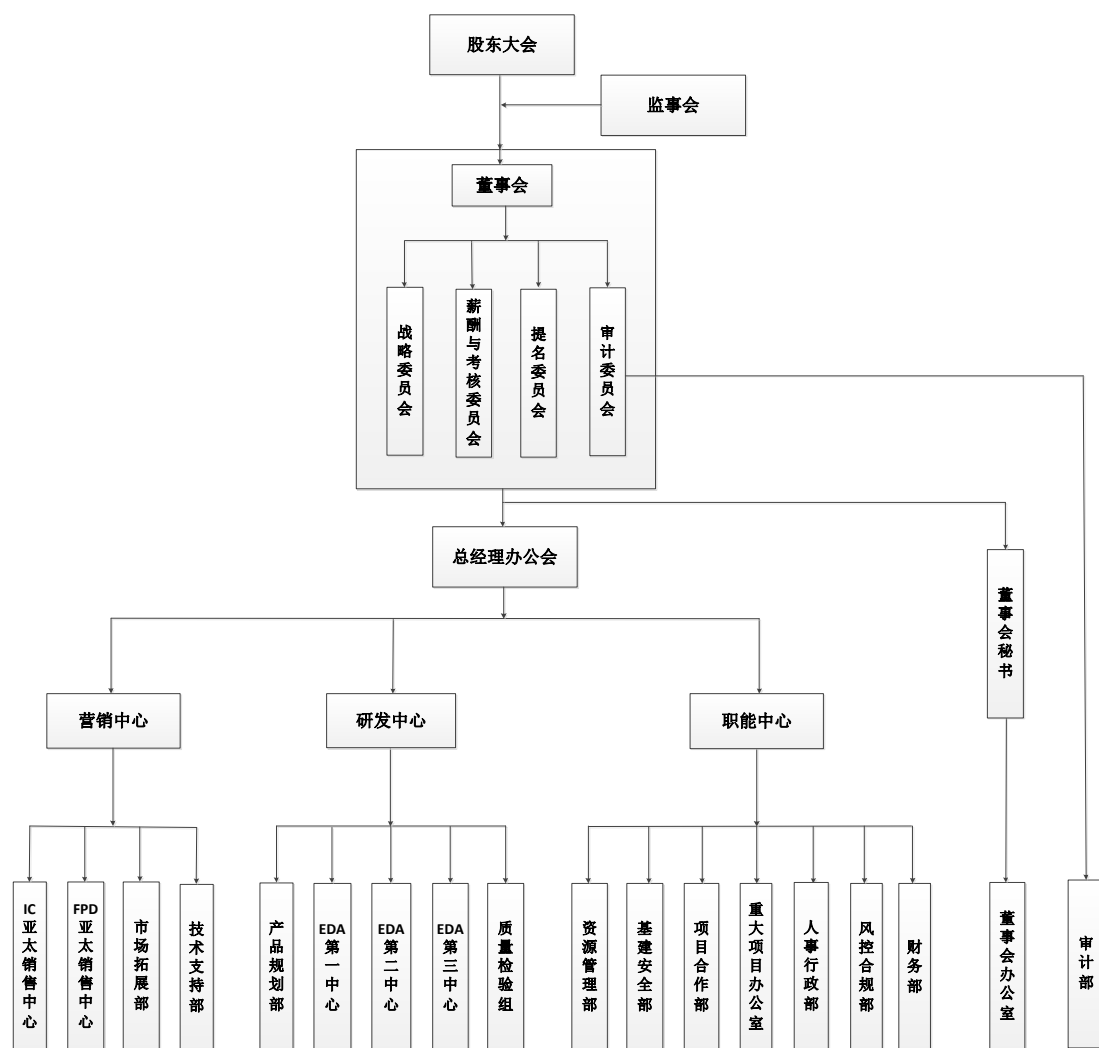 股东大会
监事会
董事会
战略委员会
薪酬与考核委员会
提名委员会
审计委员会
总经理办公会
董事会秘书
营销中心
研发中心
职能中心
IC亚太销售中心
FPD亚太销售中心
市场拓展部
技术支持部
产品规划部
EDA第一中心
EDA第二中心
EDA第三中心
质量检验组
资源管理部
基建安全部
项目合作部
重大项目办公室
人事行政部
风控合规部
财务部
董事会办公室
审计部